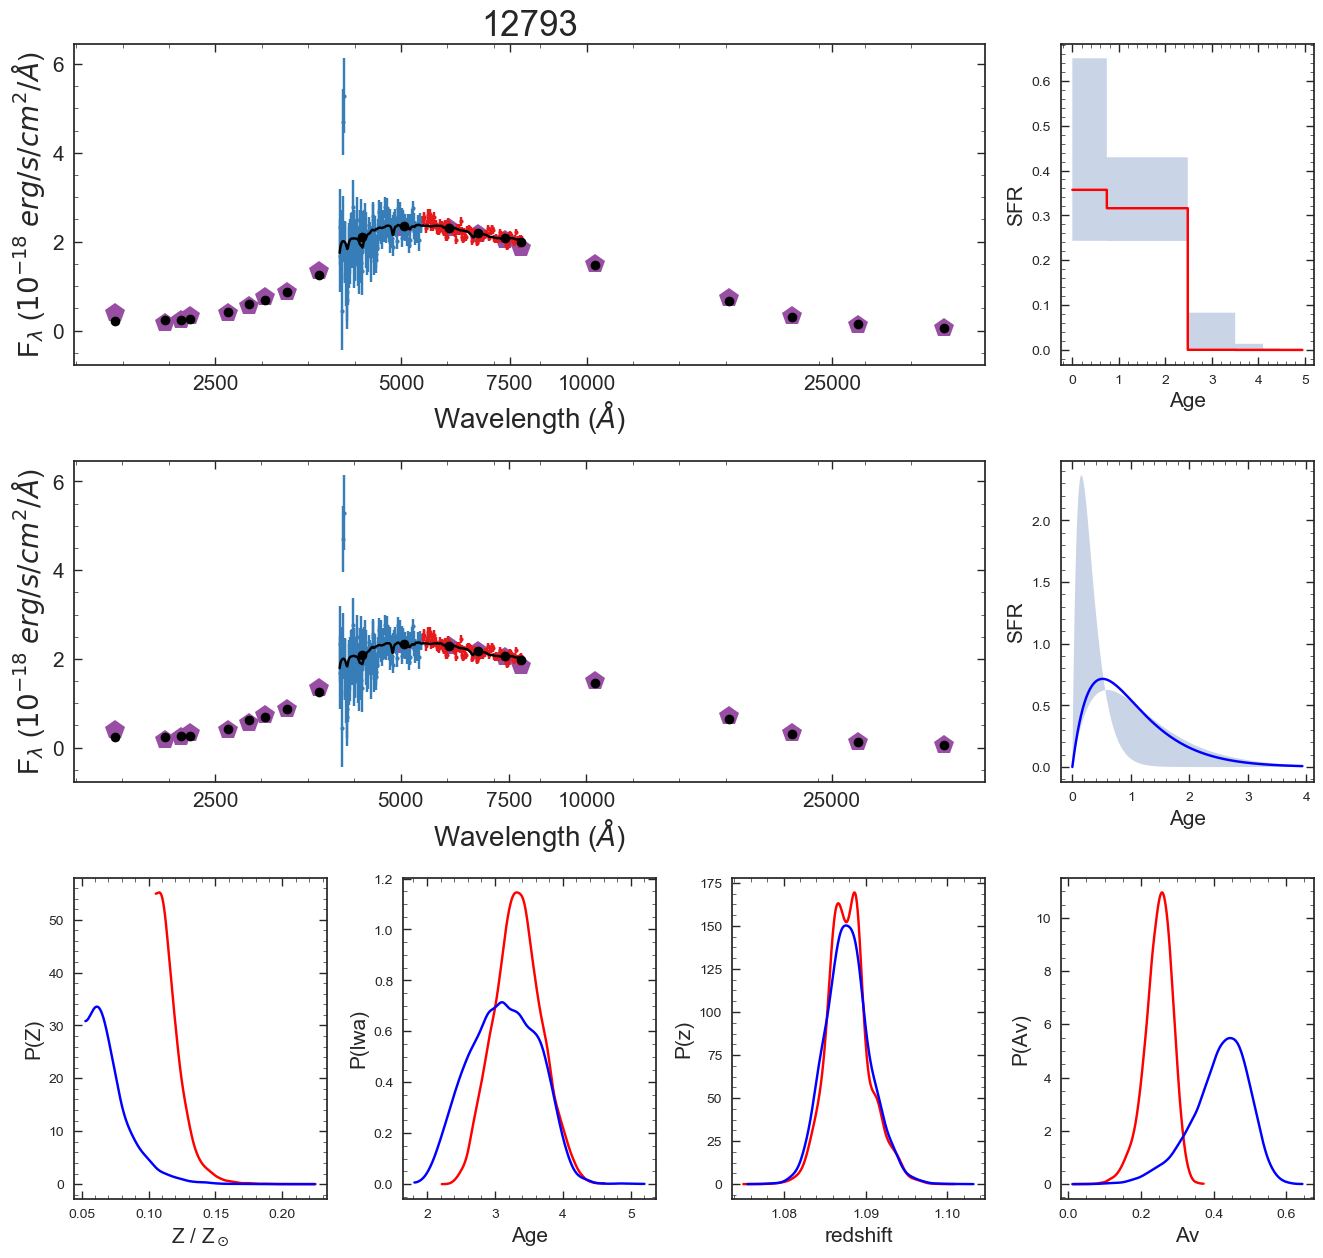 12793
6
4
2
0
F_λ (10^−18 erg/s/cm^2/Å)
2500 5000 7500 10000 25000
Wavelength (Å)
0.6
0.5
0.4
0.3
0.2
0.1
0.0
SFR
0 1 2 3 4 5
Age
6
4
2
0
F_λ (10^−18 erg/s/cm^2/Å)
2500 5000 7500 10000 25000
Wavelength (Å)
2.0
1.5
1.0
0.5
0.0
SFR
0 1 2 3 4
Age
50
40
30
20
10
0
P(Z)
0.05 0.10 0.15 0.20
Z / Z_⊙
1.2
1.0
0.8
0.6
0.4
0.2
0.0
P(lwa)
2 3 4 5
Age
175
150
125
100
75
50
25
0
P(z)
1.08 1.09 1.10
redshift
10
8
6
4
2
0
P(Av)
0.0 0.2 0.4 0.6
Av